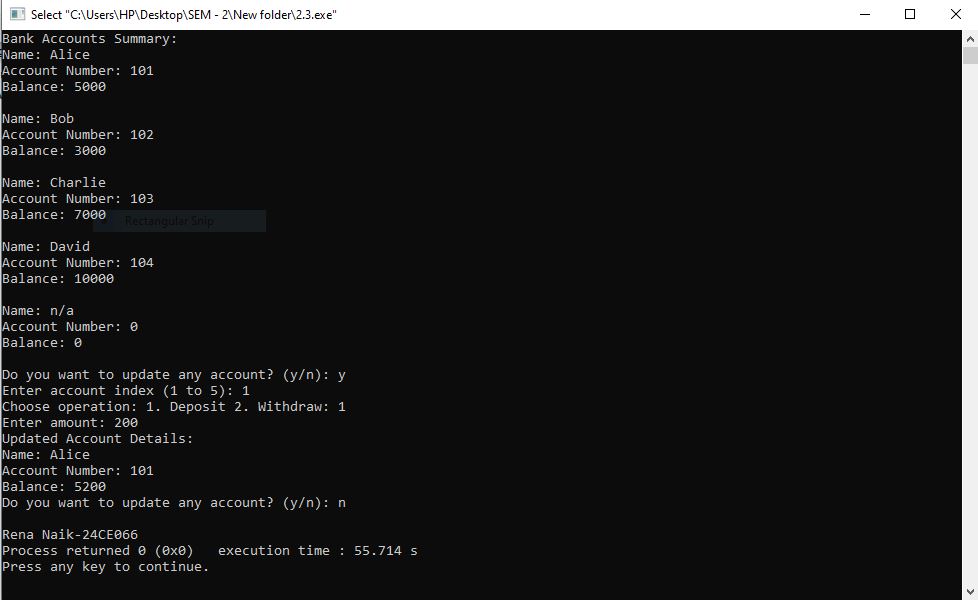 Select "C:\Users\HP\Desktop\SEM - 2\New folder\2.3.exe"
Bank Accounts Summary:
Name: Alice
Account Number: 101
Balance: 5000
Name: Bob
Account Number: 102
Balance: 3000
Name: Charlie
Account Number: 103
Balance: 7000
Rectangular Snip
Name: David
Account Number: 104
Balance: 10000
Name: n/a
Account Number: 0
Balance: 0
Do you want to update any account? (y/n): y
Enter account index (1 to 5): 1
Choose operation: 1. Deposit 2. Withdraw: 1
Enter amount: 200
Updated Account Details:
Name: Alice
Account Number: 101
Balance: 5200
Do you want to update any account? (y/n): n
Rena Naik-24CE066
Process returned 0 (0x0)   execution time : 55.714 s
Press any key to continue.